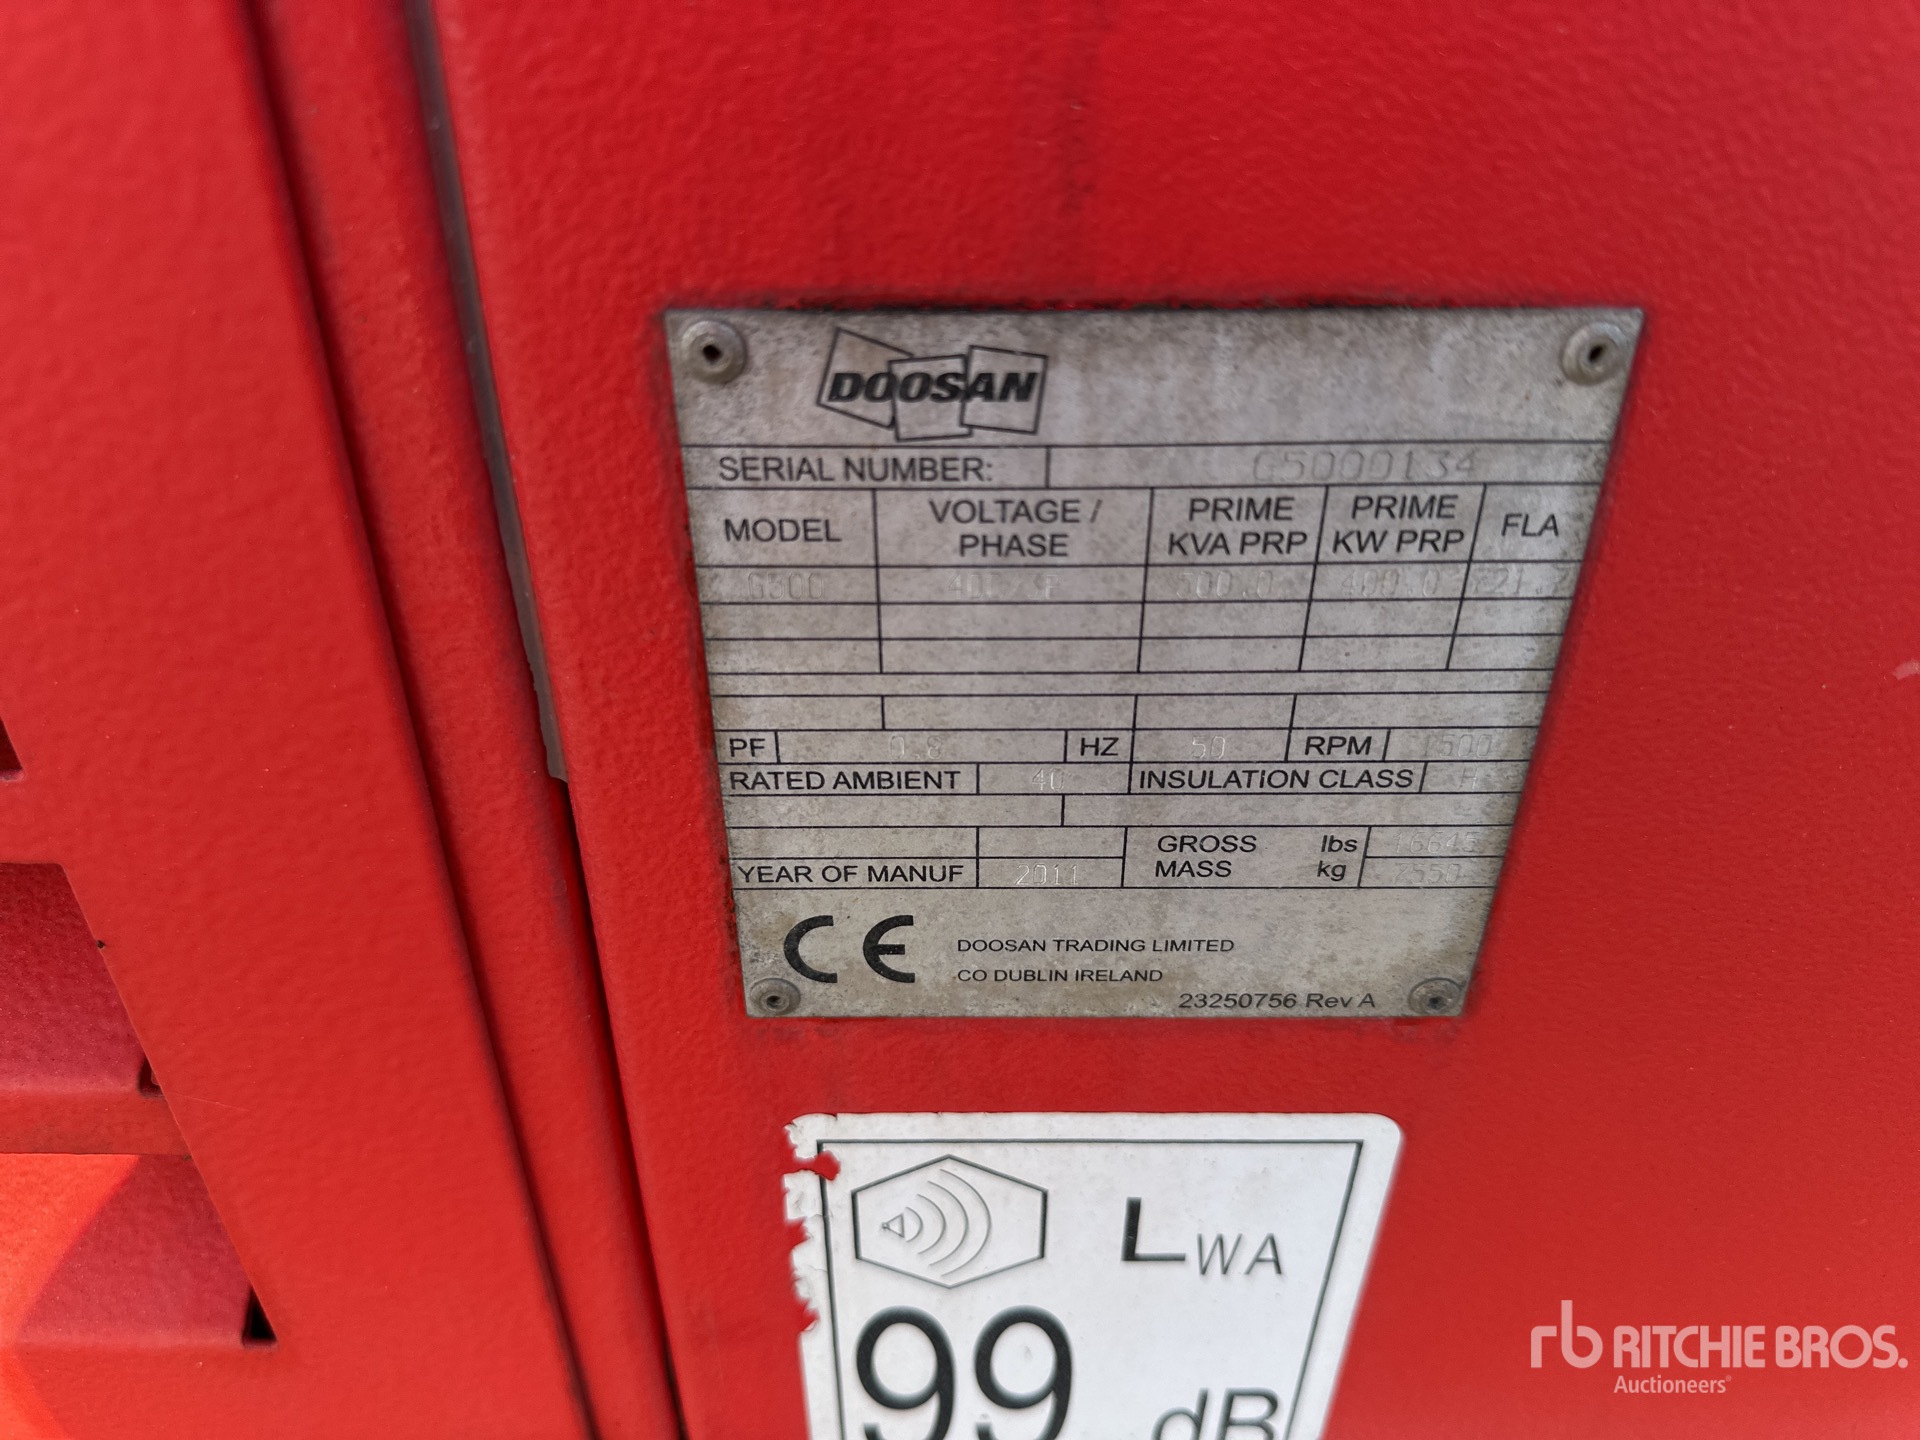 DOOSAN
SERIAL NUMBER: G5000134
MODEL VOLTAGE / PHASE PRIME KVA PRP PRIME KW PRP FLA
G500 500.0 400.0
PF 0.8 HZ 50 RPM 1500
RATED AMBIENT 40 INSULATION CLASS H
GROSS MASS lbs 16645
YEAR OF MANUF 2011 kg 7550
CE DOOSAN TRADING LIMITED
CO DUBLIN IRELAND
23250756 Rev A
LWA
99 dB
rb RITCHIE BROS.
Auctioneers